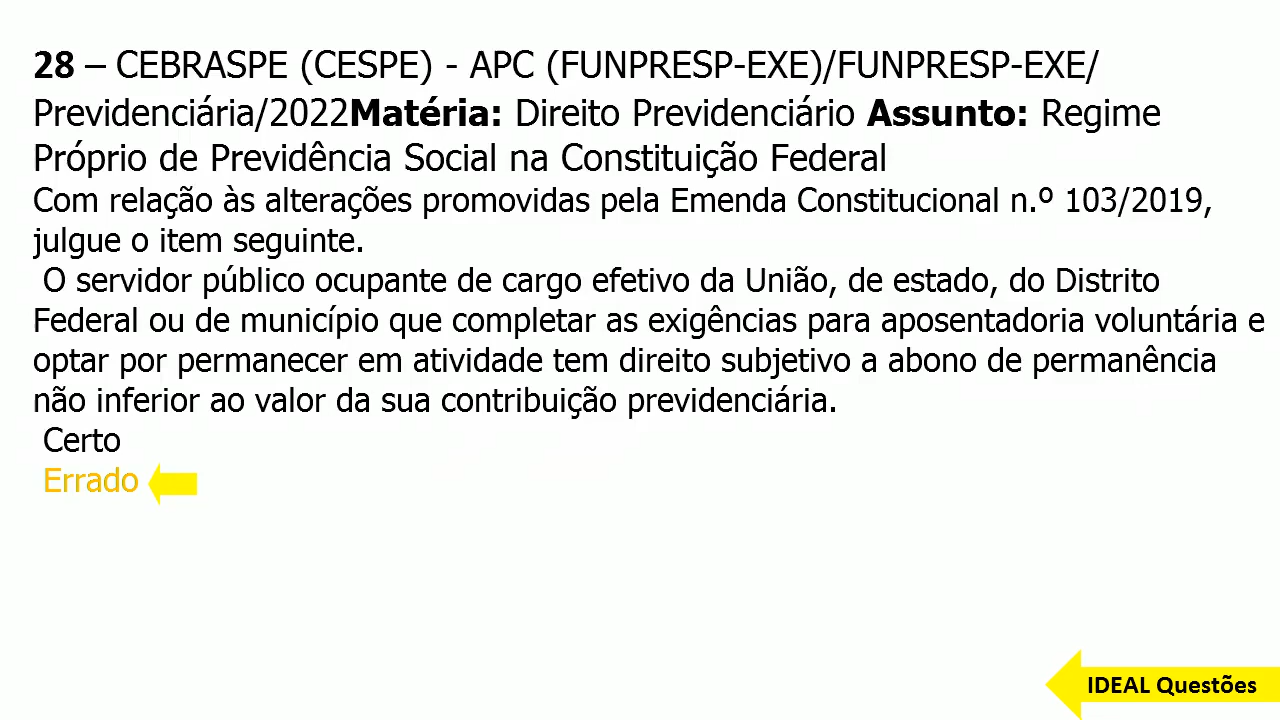 28 – CEBRASPE (CESPE) - APC (FUNPRESP-EXE)/FUNPRESP-EXE/
Previdenciária/2022Matéria: Direito Previdenciário Assunto: Regime
Próprio de Previdência Social na Constituição Federal
Com relação às alterações promovidas pela Emenda Constitucional n.º 103/2019,
julgue o item seguinte.
O servidor público ocupante de cargo efetivo da União, de estado, do Distrito
Federal ou de município que completar as exigências para aposentadoria voluntária e
optar por permanecer em atividade tem direito subjetivo a abono de permanência
não inferior ao valor da sua contribuição previdenciária.
Certo
Errado
IDEAL Questões